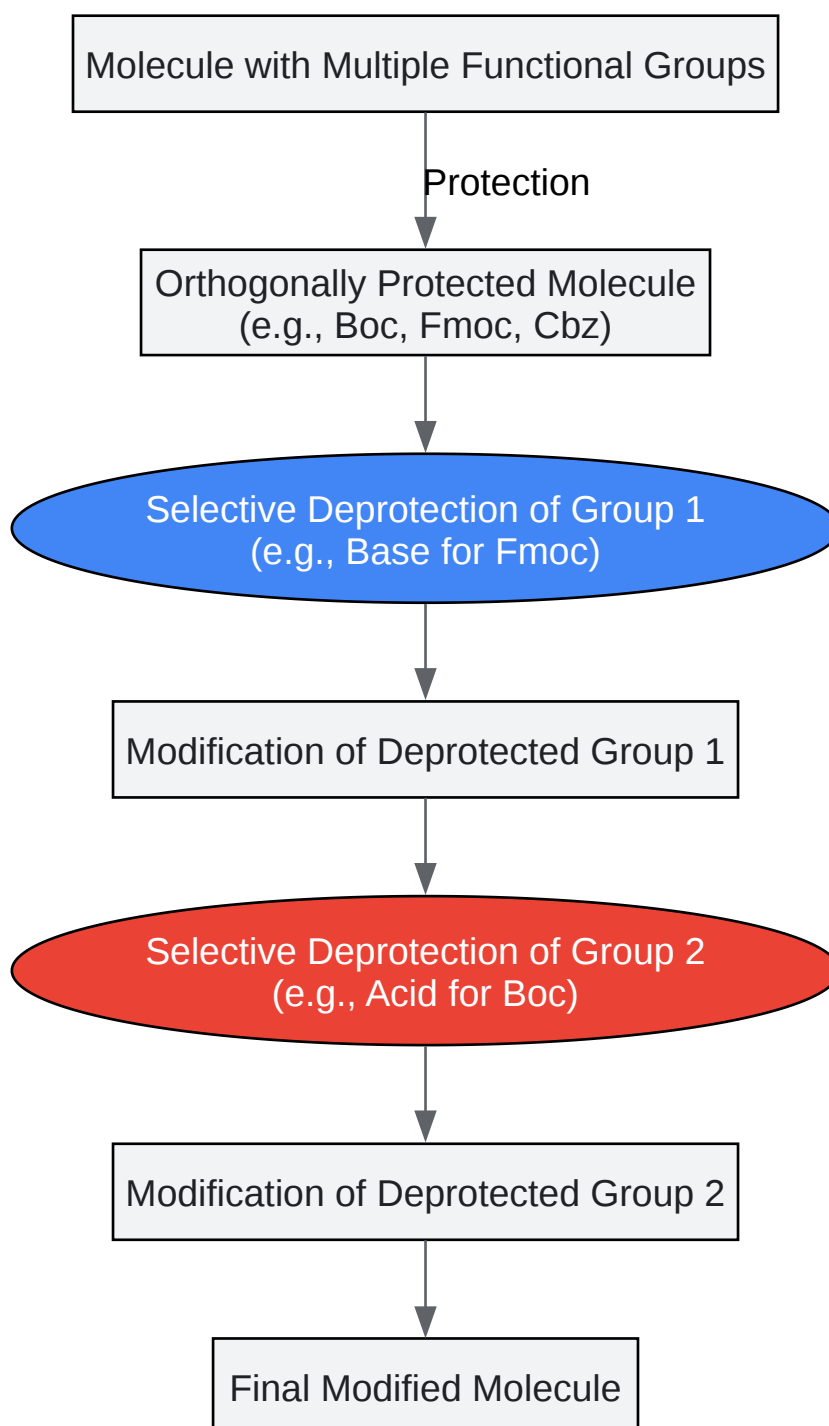 Molecule with Multiple Functional Groups
Protection
Orthogonally Protected Molecule
(e.g., Boc, Fmoc, Cbz)
Selective Deprotection of Group 1
(e.g., Base for Fmoc)
Modification of Deprotected Group 1
Selective Deprotection of Group 2
(e.g., Acid for Boc)
Modification of Deprotected Group 2
Final Modified Molecule